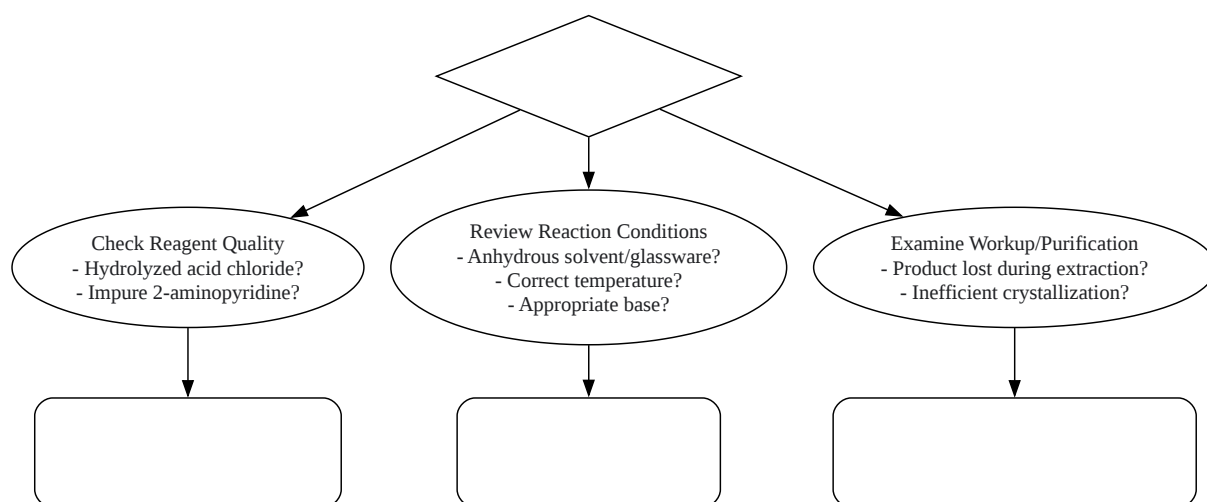 Check Reagent Quality
- Hydrolyzed acid chloride?
- Impure 2-aminopyridine?
Review Reaction Conditions
- Anhydrous solvent/glassware?
- Correct temperature?
- Appropriate base?
Examine Workup/Purification
- Product lost during extraction?
- Inefficient crystallization?